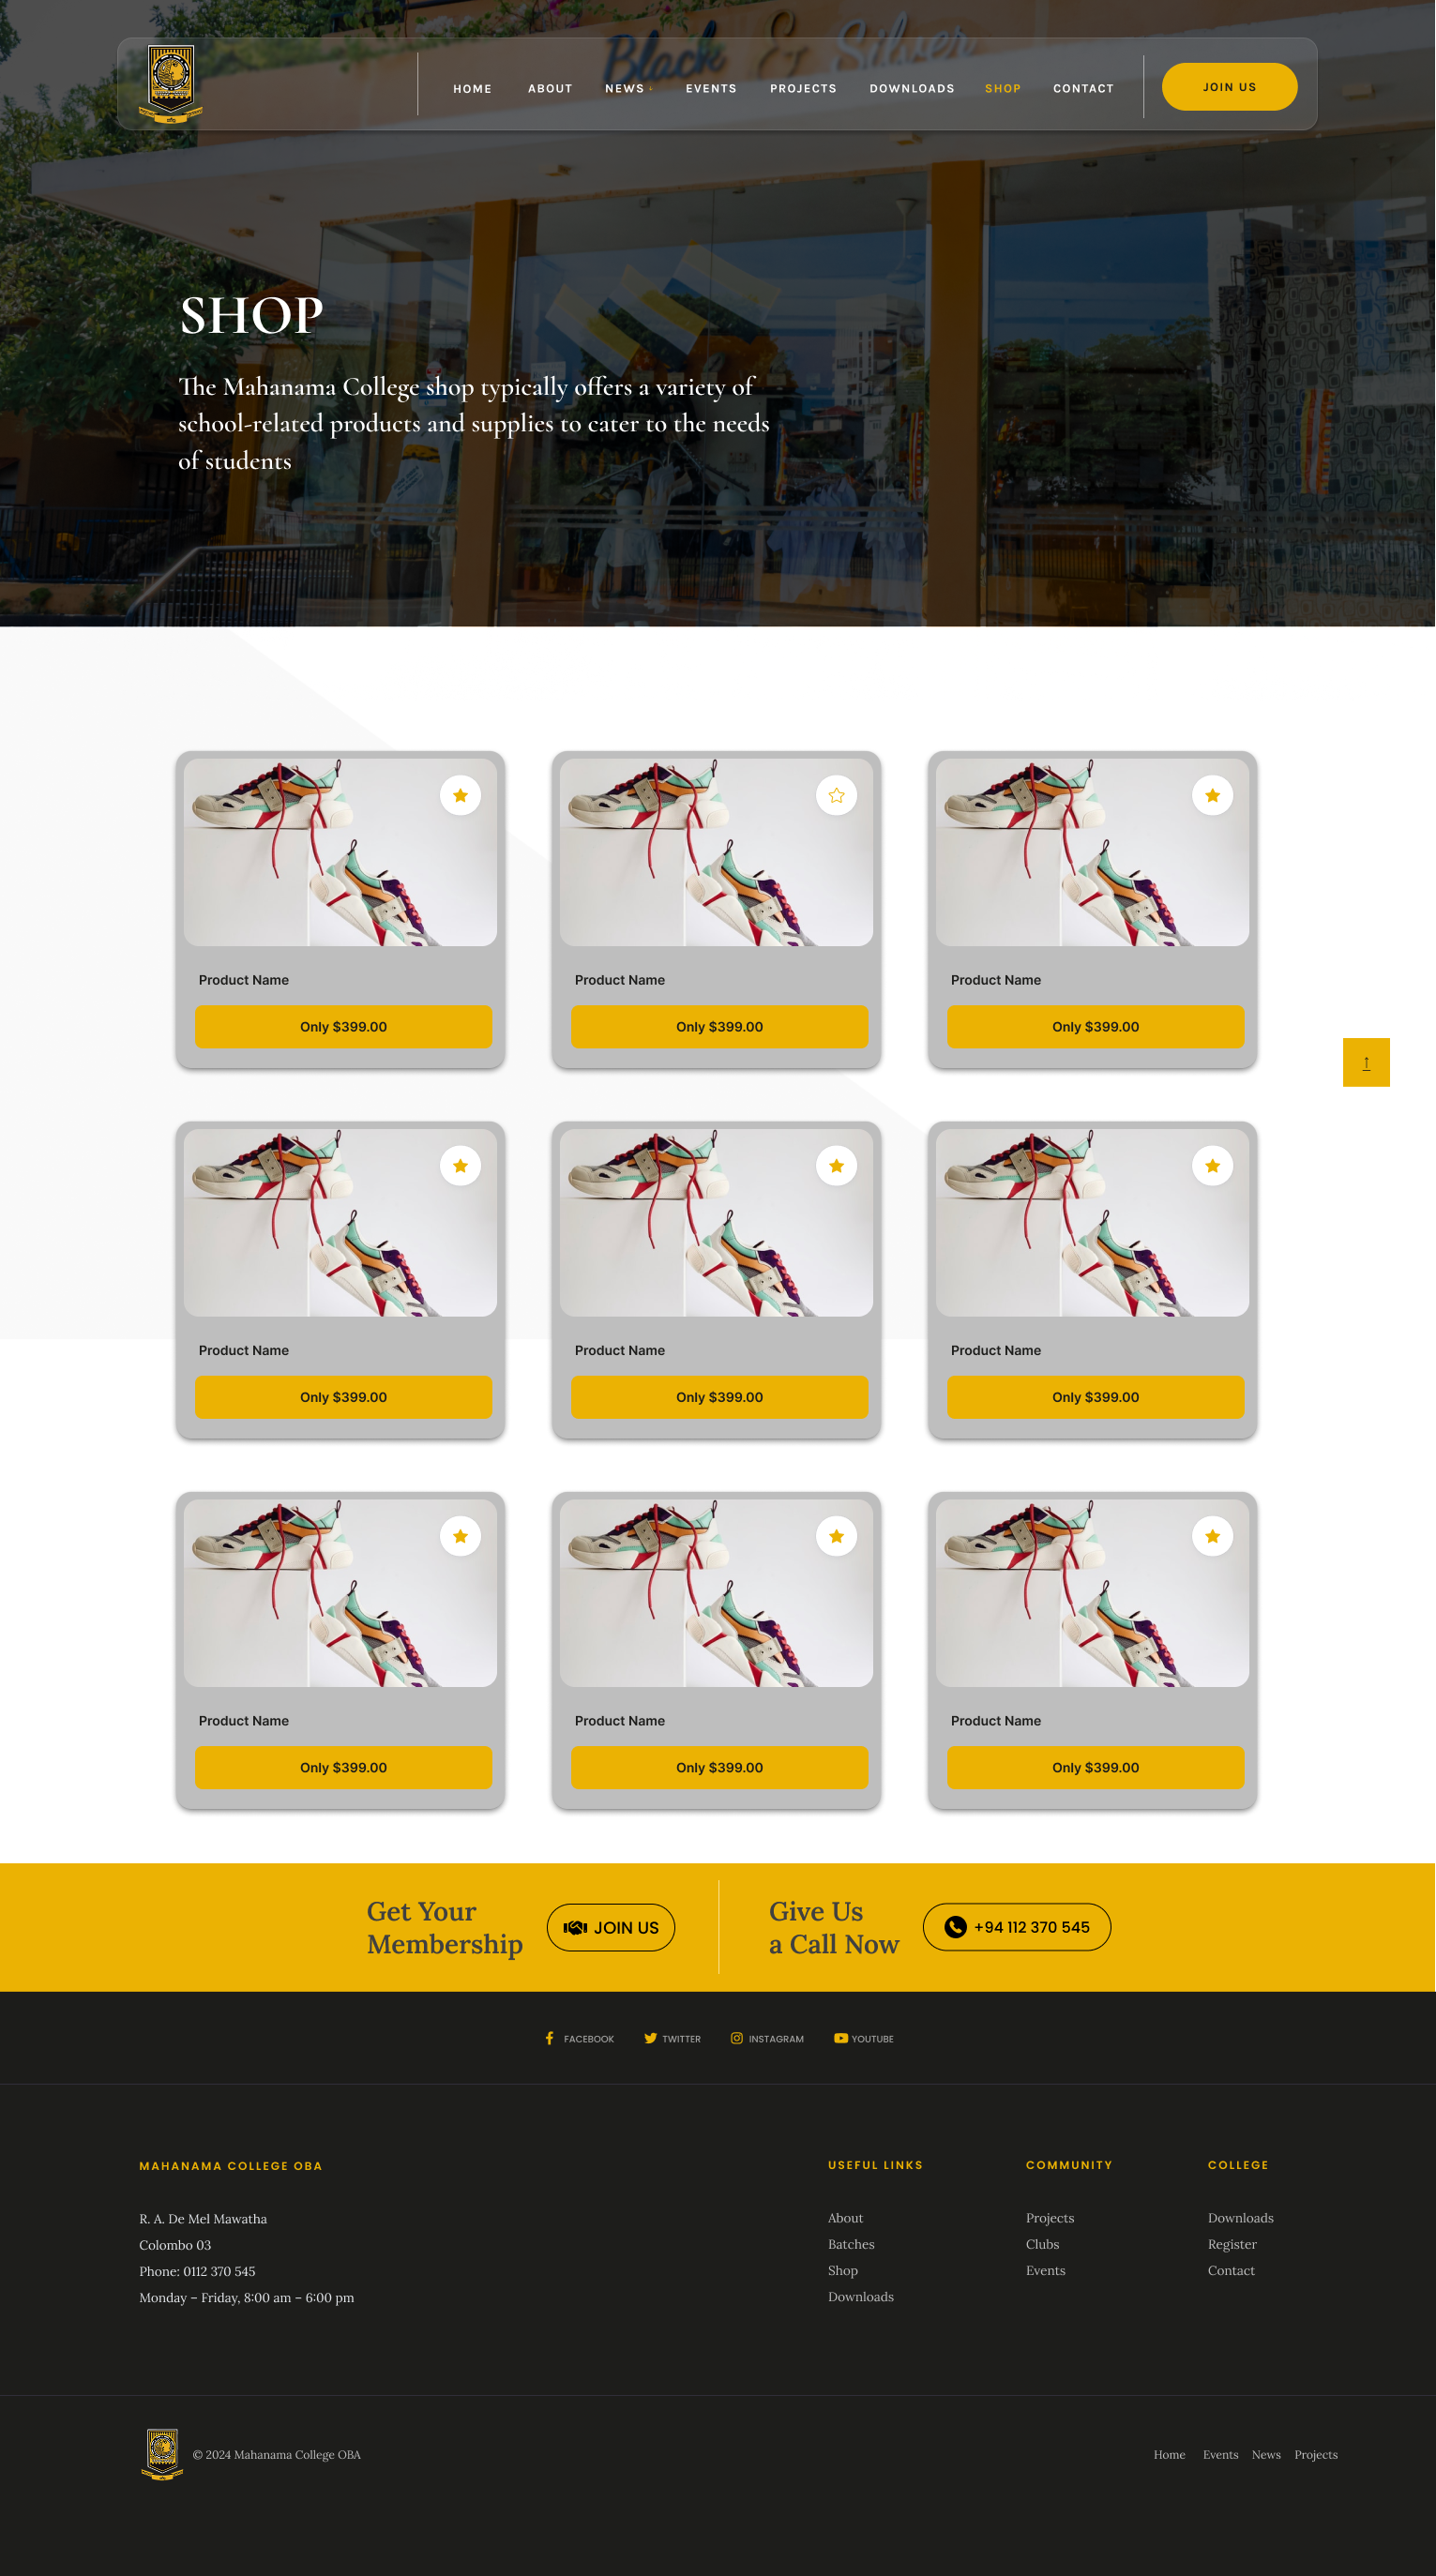 Black & Silver
HOME ABOUT NEWS ↓ EVENTS PROJECTS DOWNLOADS SHOP CONTACT JOIN US
SHOP
The Mahanama College shop typically offers a variety of
school-related products and supplies to cater to the needs
of students
Product Name Product Name Product Name
Only $399.00 Only $399.00 Only $399.00
↑
Product Name Product Name Product Name
Only $399.00 Only $399.00 Only $399.00
Product Name Product Name Product Name
Only $399.00 Only $399.00 Only $399.00
Get Your
Membership
JOIN US
Give Us
a Call Now
+94 112 370 545
FACEBOOK TWITTER INSTAGRAM YOUTUBE
MAHANAMA COLLEGE OBA
R. A. De Mel Mawatha
Colombo 03
Phone: 0112 370 545
Monday – Friday, 8:00 am – 6:00 pm
USEFUL LINKS
About
Batches
Shop
Downloads
COMMUNITY
Projects
Clubs
Events
COLLEGE
Downloads
Register
Contact
© 2024 Mahanama College OBA
Home Events News Projects